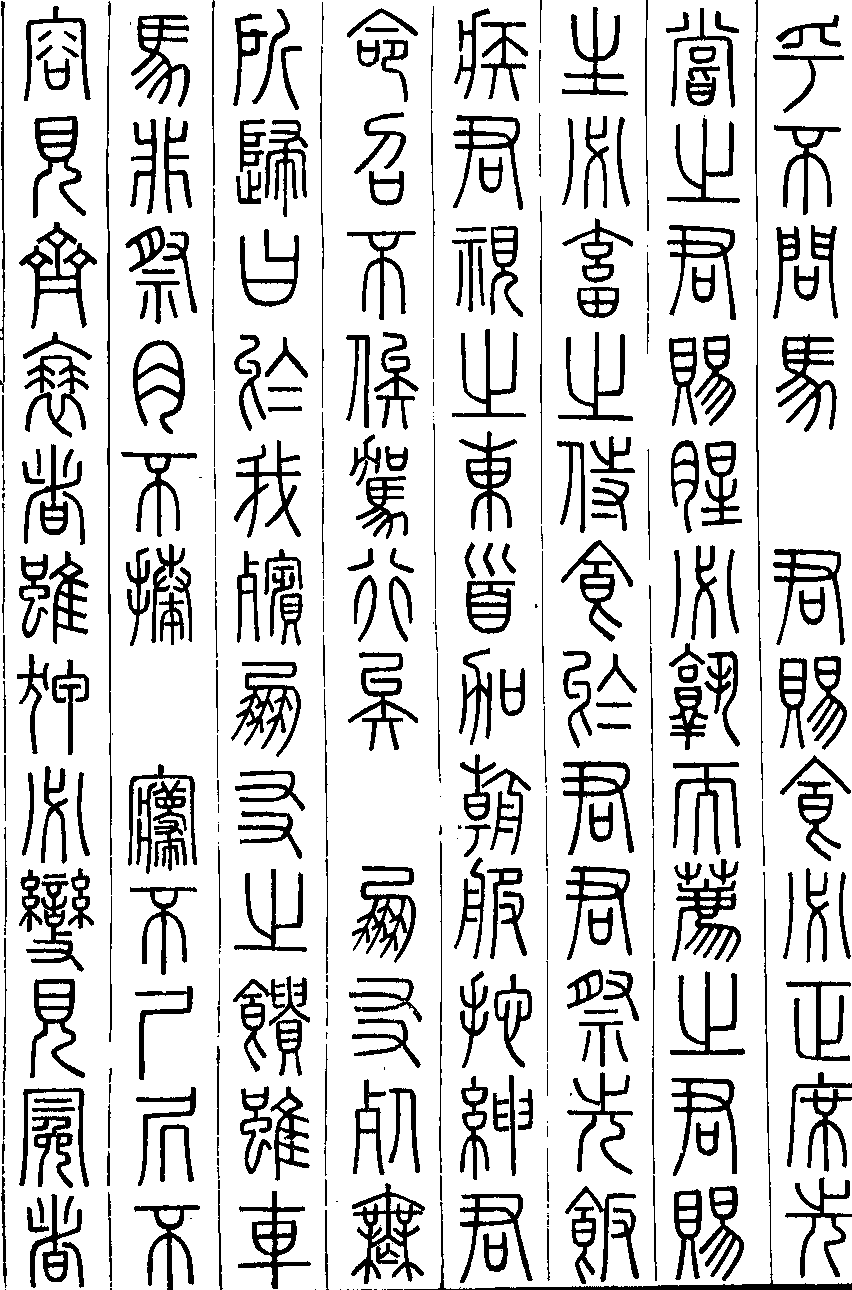 乎不問馬　君賜食必正席先
嘗之君賜腥必孰而薦之君賜
生必畜之侍食於君君祭先飯
疾君視之東首加朝服拕紳君
命召不俟駕行矣　朋友死無
所歸曰於我殯朋友之饋雖車
馬非祭肉不拜　寢不尸凥不
容見齊衰者雖狎必變見冕者